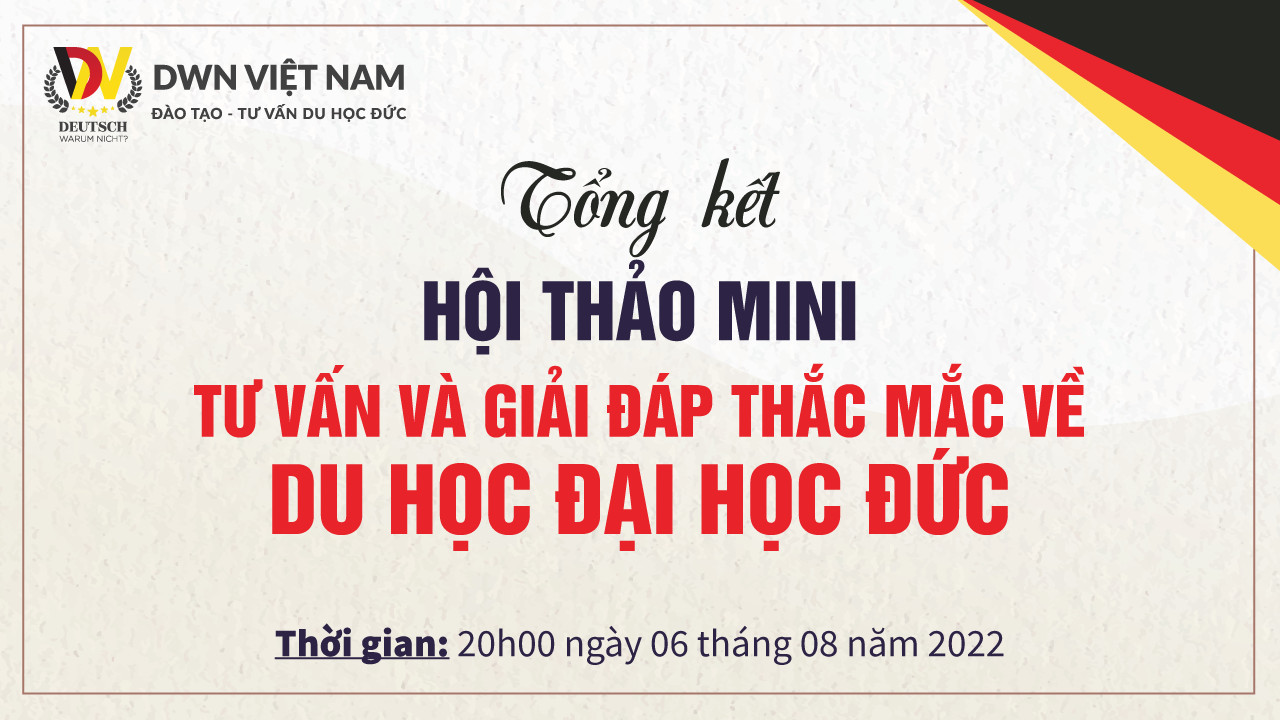 DWN VIỆT NAM
ĐÀO TẠO - TƯ VẤN DU HỌC ĐỨC
DEUTSCH
WARUM NICHT?
Tổng kết
HỘI THẢO MINI
TƯ VẤN VÀ GIẢI ĐÁP THẮC MẮC VỀ
DU HỌC ĐẠI HỌC ĐỨC
Thời gian: 20h00 ngày 06 tháng 08 năm 2022